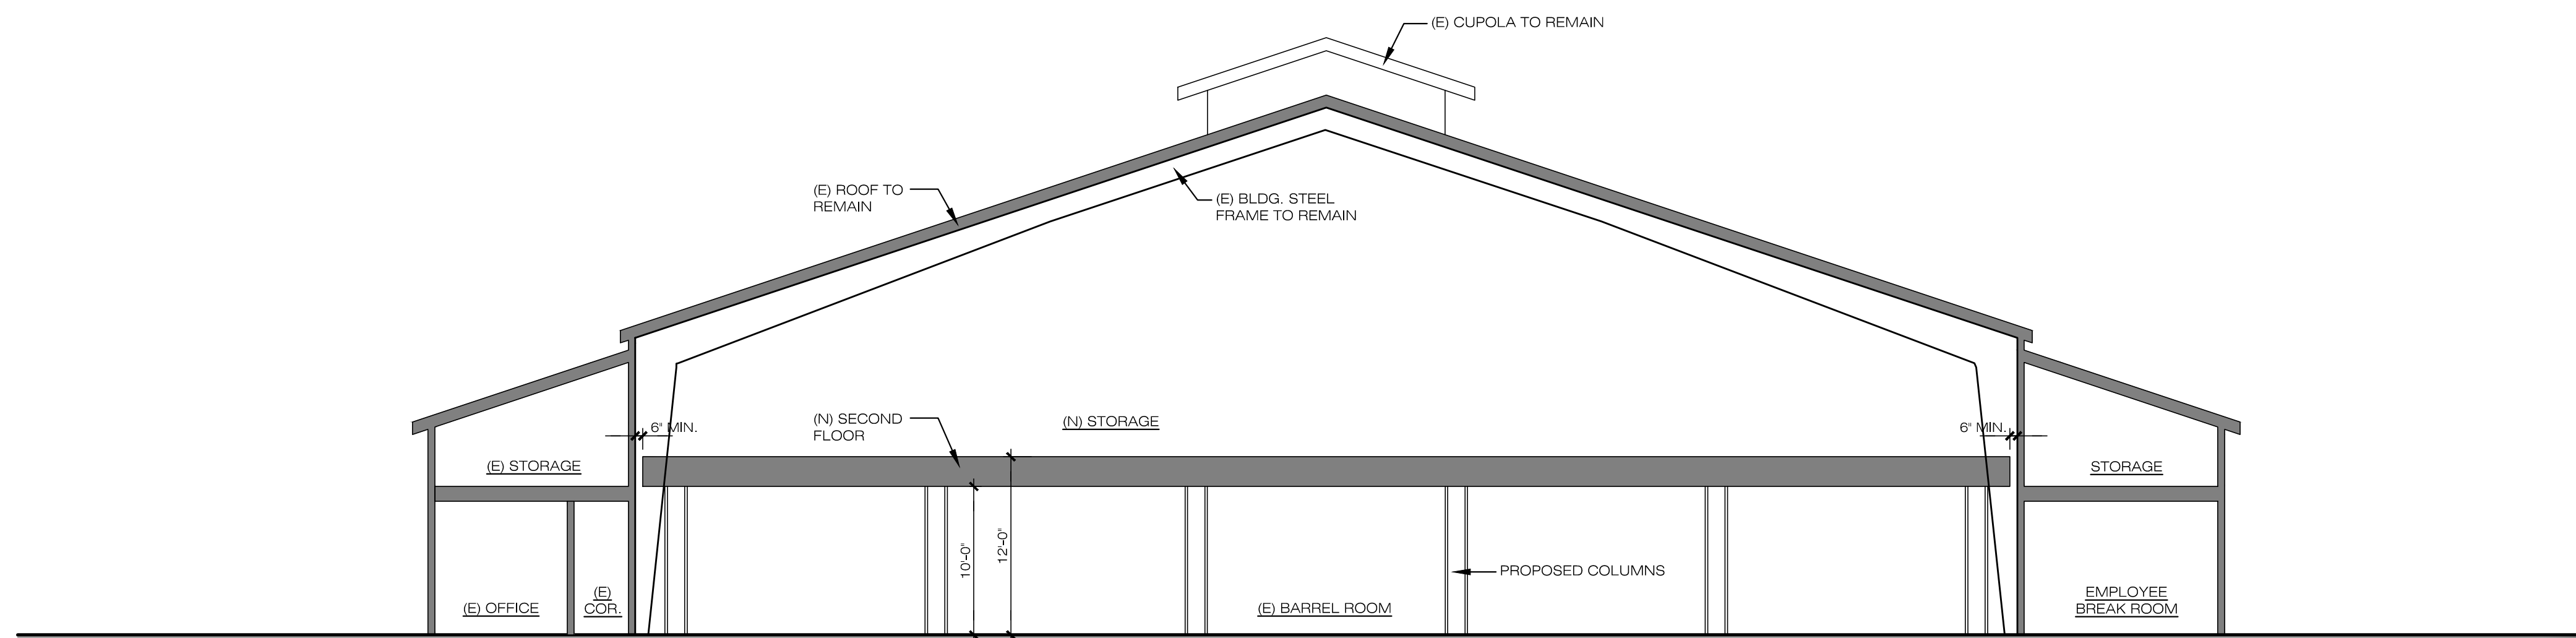 (E) CUPOLA TO REMAIN
(E) ROOF TO
REMAIN
(E) BLDG. STEEL
FRAME TO REMAIN
(N) SECOND
FLOOR
(N) STORAGE
6" MIN.
6" MIN.
(E) STORAGE
STORAGE
10'-0"
12'-0"
PROPOSED COLUMNS
(E) OFFICE
(E)
COR.
(E) BARREL ROOM
EMPLOYEE
BREAK ROOM